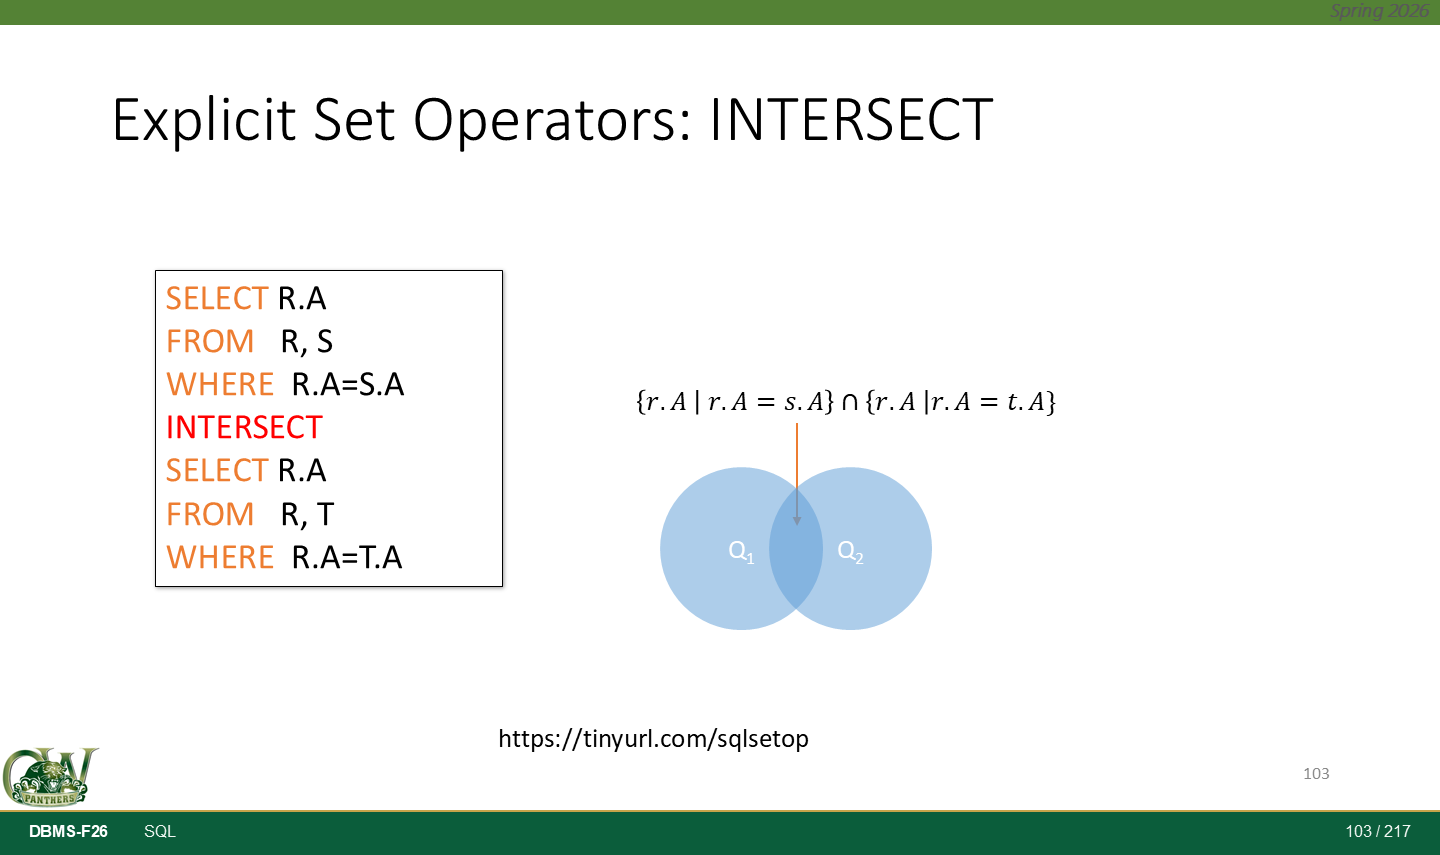 Spring 2026
Explicit Set Operators: INTERSECT
SELECT R.A
FROM R, S
WHERE R.A=S.A
INTERSECT
SELECT R.A
FROM R, T
WHERE R.A=T.A
{r.A | r.A = s.A} ∩ {r.A |r.A = t.A}
Q₁ Q₂
https://tinyurl.com/sqlsetop
103
OW
PANTHERS
DBMS-F26 SQL 103 / 217